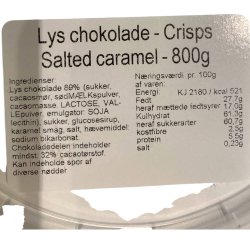 Lys chokolade - Crisps
Salted caramel - 800g
Ingredienser:
Lys chokolade 89% (sukker,
cacaosmør, sødMÆLKspulver,
cacaomasse, LACTOSE, VAL-
LEpulver, emulgator: SOJA
lecithin), sukker, glucosesirup,
karamel smag, salt, hævemiddel:
sodium bikarbonat.
Chokoladedelen indeholder
mindst: 32% cacaotørstof.
Kan indeholde spor af nødder
Næringsværdi pr. 100g
af varen:
Energi KJ 2180 / kcal 521
Fedt 27,7g
heraf mættede fedtsyrer 17,0g
Kulhydrat 61,3g
heraf sukkerarter 60,7g
kostfibre 2,5g
protein 5,5g
salt 0,23g